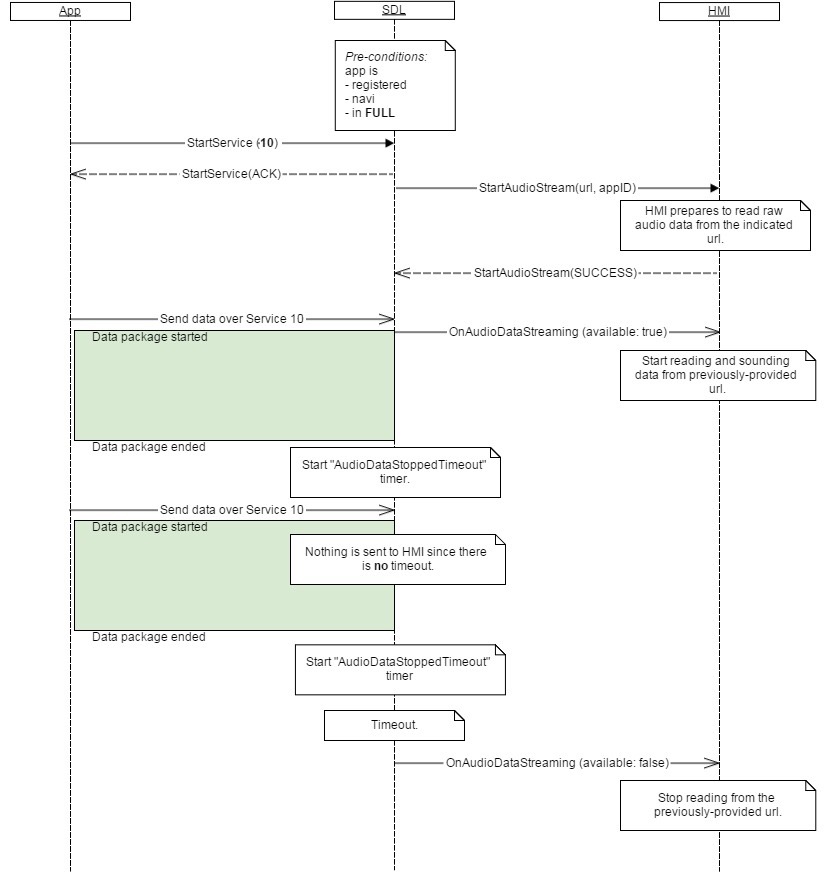 App
SDL
HMI
Pre-conditions:
app is
- registered
- navi
- in FULL
StartService (10)
StartService(ACK)
StartAudioStream(url, appID)
HMI prepares to read raw
audio data from the indicated
url.
StartAudioStream(SUCCESS)
Send data over Service 10
OnAudioDataStreaming (available: true)
Data package started
Start reading and sounding
data from previously-provided
url.
Data package ended
Start "AudioDataStoppedTimeout"
timer.
Send data over Service 10
Data package started
Nothing is sent to HMI since there
is no timeout.
Data package ended
Start "AudioDataStoppedTimeout"
timer
Timeout.
OnAudioDataStreaming (available: false)
Stop reading from the
previously-provided url.